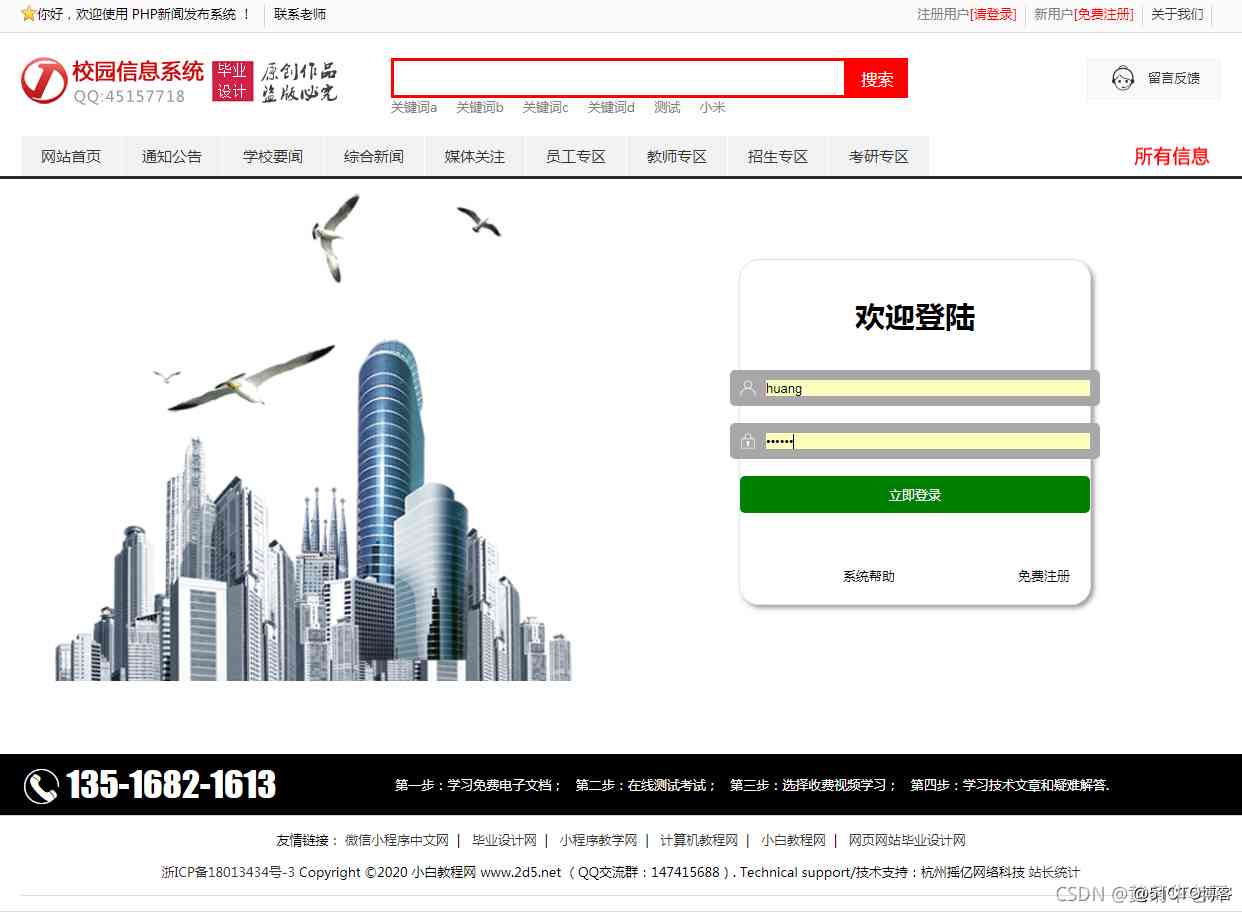 你好，欢迎使用 PHP新闻发布系统 ！ 联系老师 注册用户[请登录] 新用户[免费注册] 关于我们
校园信息系统 毕业设计 原创作品 盗版必究
QQ:45157718
搜索
留言反馈
关键词a 关键词b 关键词c 关键词d 测试 小米
网站首页 通知公告 学校要闻 综合新闻 媒体关注 员工专区 教师专区 招生专区 考研专区 所有信息
欢迎登陆
huang
••••••
立即登录
系统帮助 免费注册
135-1682-1613 第一步：学习免费电子文档； 第二步：在线测试考试； 第三步：选择收费视频学习； 第四步：学习技术文章和疑难解答.
友情链接： 微信小程序中文网 | 毕业设计网 | 小程序教学网 | 计算机教程网 | 小白教程网 | 网页网站毕业设计网
浙ICP备18013434号-3 Copyright ©2020 小白教程网 www.2d5.net （ QQ交流群：147415688 ）. Technical support/技术支持：杭州摇亿网络科技 站长统计
CSDN @51CTO博客